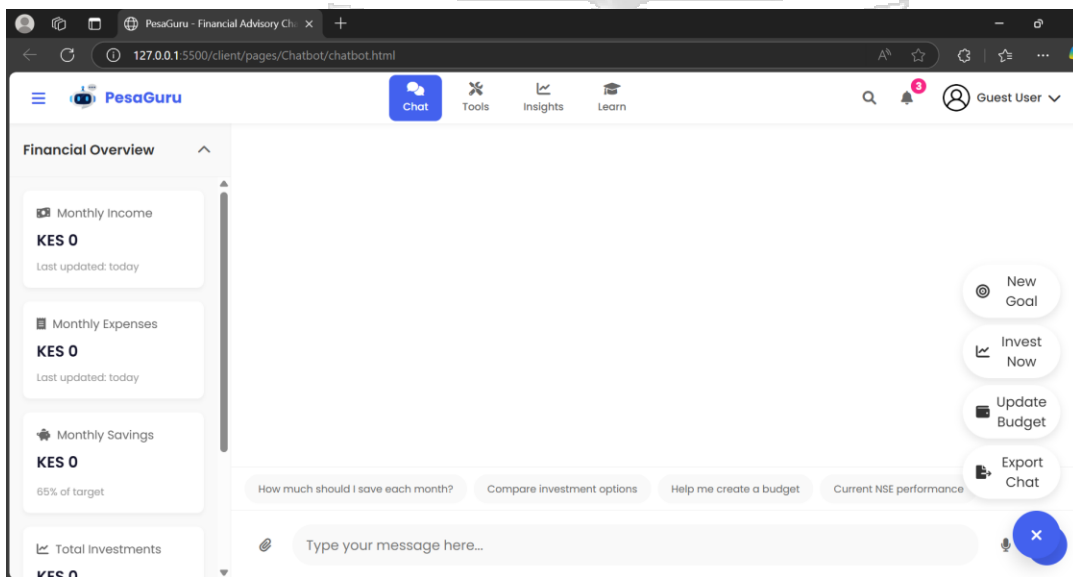 PesaGuru - Financial Advisory Cha
127.0.0.1:5500/client/pages/Chatbot/chatbot.html
PesaGuru
Chat
Tools
Insights
Learn
3
Guest User
Financial Overview
Monthly Income
KES 0
Last updated: today
Monthly Expenses
KES 0
Last updated: today
Monthly Savings
KES 0
65% of target
Total Investments
KES 0
New
Goal
Invest
Now
Update
Budget
Export
Chat
How much should I save each month?
Compare investment options
Help me create a budget
Current NSE performance
Type your message here...